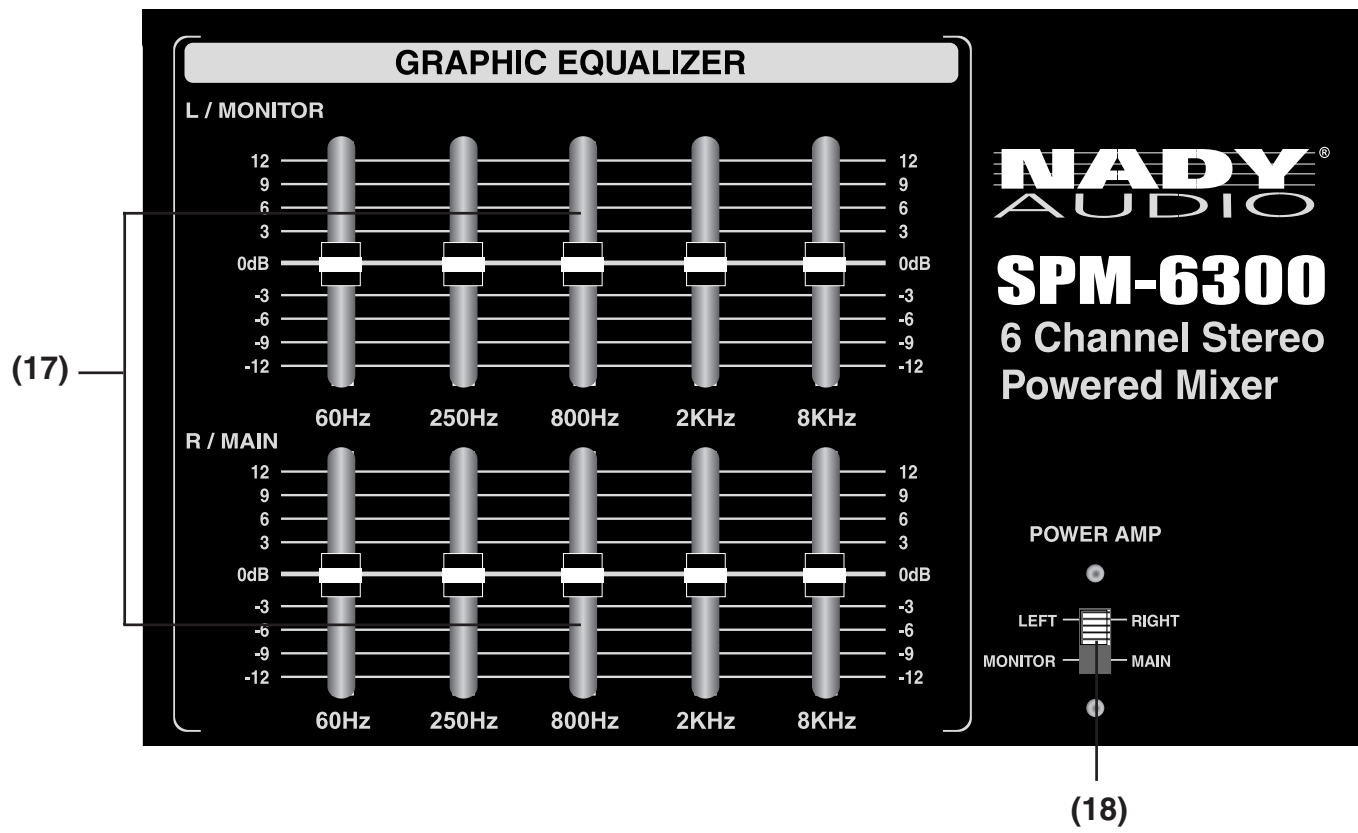 GRAPHIC EQUALIZER
L / MONITOR
12 12
9 9
6 6
3 3
0dB 0dB
-3 -3
-6 -6
-9 -9
-12 -12
60Hz 250Hz 800Hz 2KHz 8KHz
R / MAIN
12 12
9 9
6 6
3 3
0dB 0dB
-3 -3
-6 -6
-9 -9
-12 -12
60Hz 250Hz 800Hz 2KHz 8KHz
(17)
NADY®
AUDIO
SPM-6300
6 Channel Stereo
Powered Mixer
POWER AMP
LEFT RIGHT
MONITOR MAIN
(18)